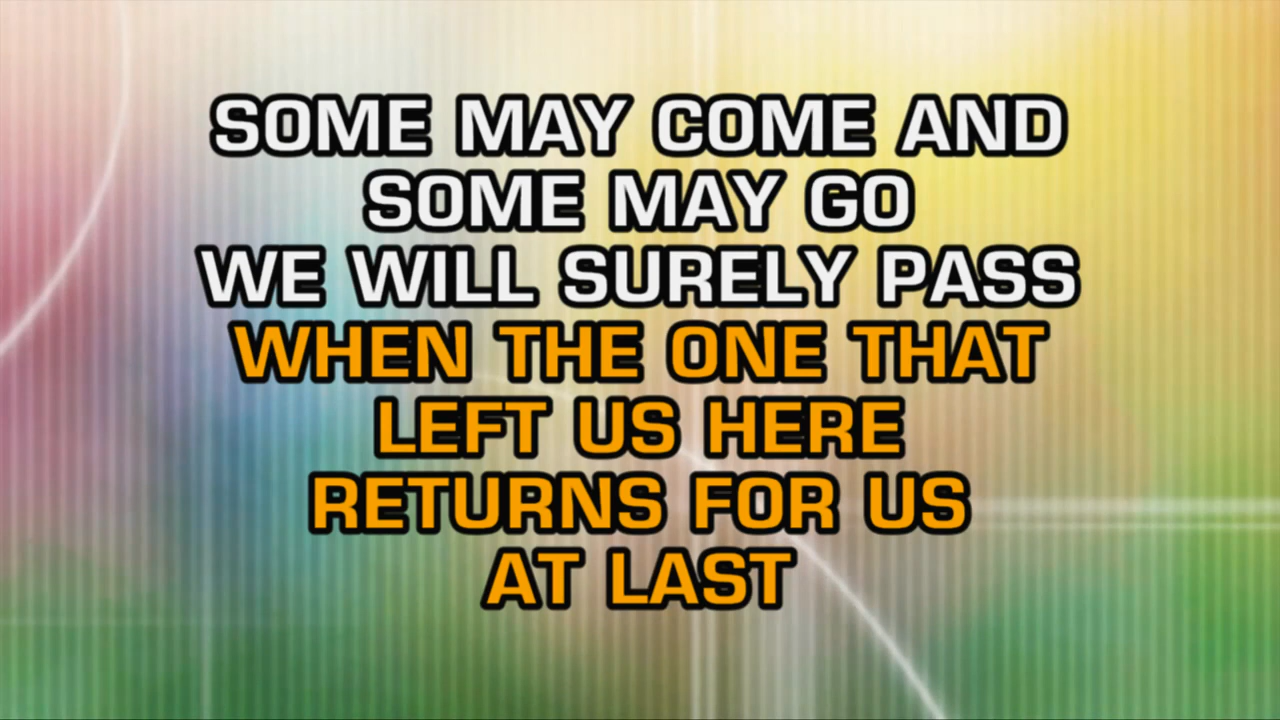 SOME MAY COME AND
SOME MAY GO
WE WILL SURELY PASS
WHEN THE ONE THAT
LEFT US HERE
RETURNS FOR US
AT LAST